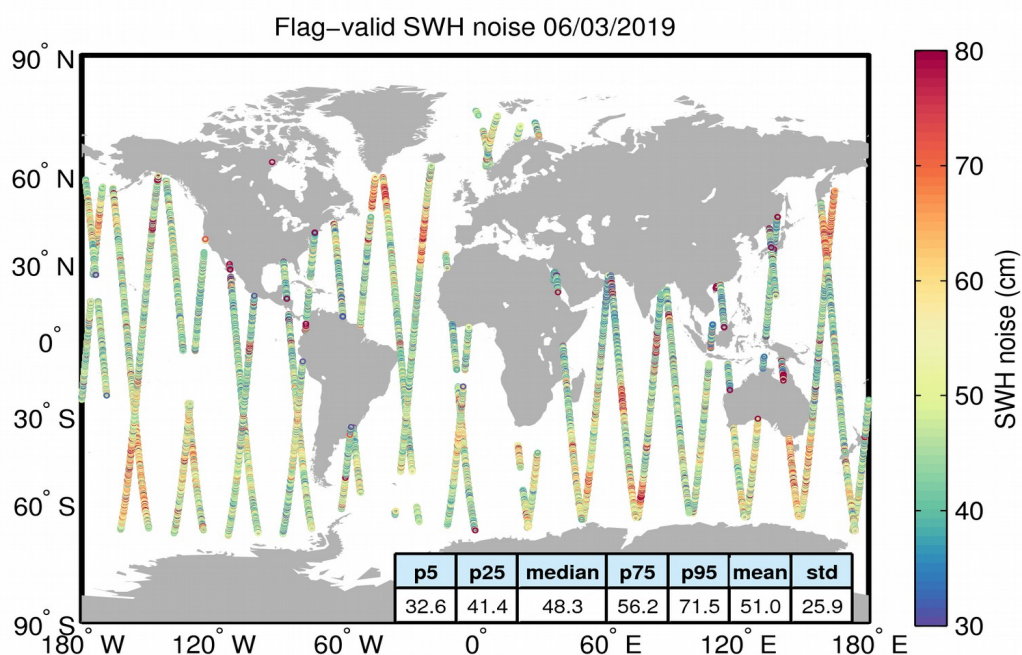 Flag−valid SWH noise 06/03/2019
90° N
60° N
30° N
0°
30° S
60° S
90° S
180° W
120° W
60° W
0°
60° E
120° E
180° E
p5 p25 median p75 p95 mean std
32.6 41.4 48.3 56.2 71.5 51.0 25.9
80
70
60
50
40
30
SWH noise (cm)